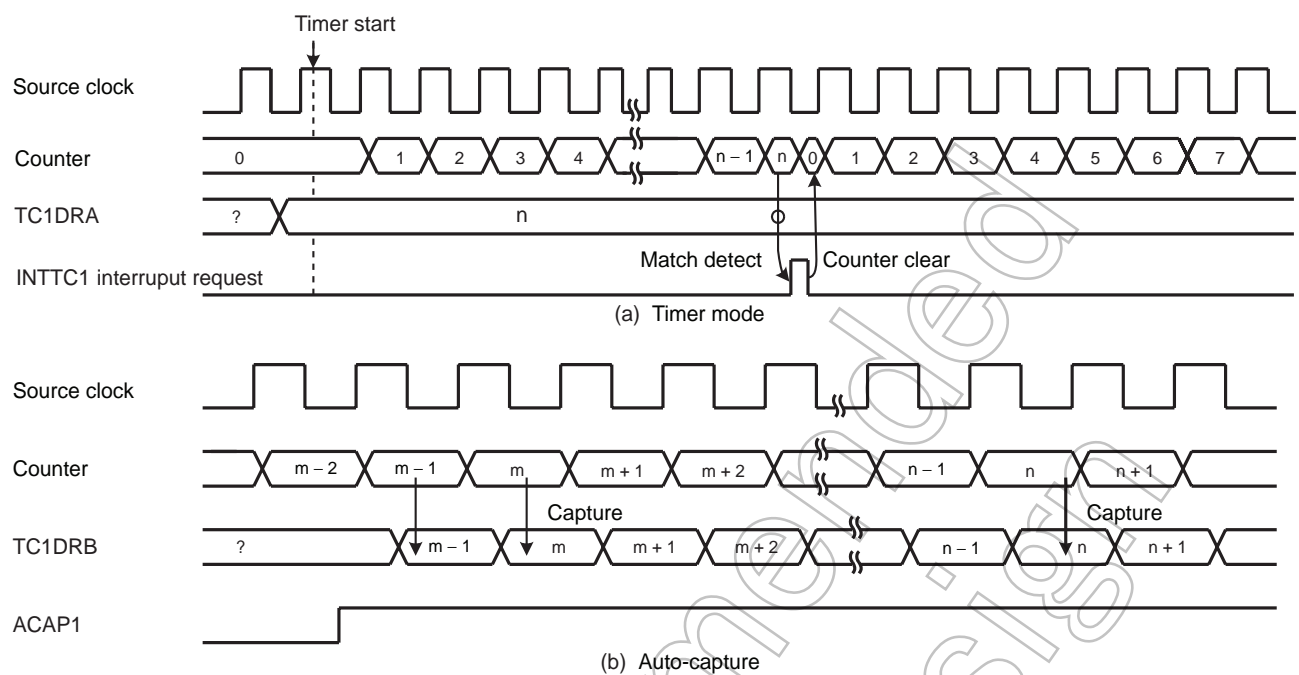 Timer start
Source clock
Counter 0 1 2 3 4 n – 1 n 0 1 2 3 4 5 6 7
TC1DRA ? n
INTTC1 interruput request Match detect Counter clear
(a) Timer mode
Source clock
Counter m – 2 m – 1 m m + 1 m + 2 n – 1 n n + 1
Capture Capture
TC1DRB ? m – 1 m m + 1 m + 2 n – 1 n n + 1
ACAP1
(b) Auto-capture
mended
sign